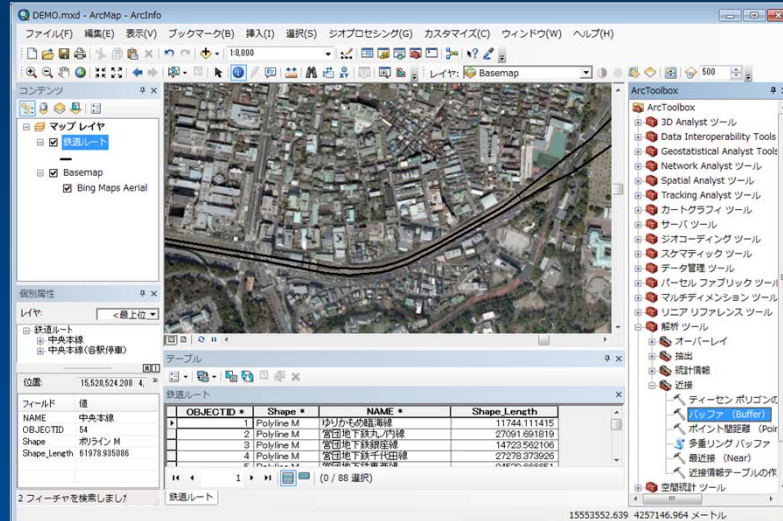 DEMO.mxd - ArcMap - ArcInfo
ファイル(F) 編集(E) 表示(V) ブックマーク(B) 挿入(I) 選択(S) ジオプロセシング(G) カスタマイズ(C) ウィンドウ(W) ヘルプ(H)
1:8,000
レイヤ: Basemap 500
コンテンツ
マップ レイヤ
鉄道ルート
Basemap
Bing Maps Aerial
個別属性
レイヤ: <最上位
鉄道ルート
中央本線
中央本線(各駅停車)
位置: 15,528,524.208 4,
フィールド 値
NAME 中央本線
OBJECTID 54
Shape ポリライン M
Shape_Length 61978.935086
2 フィーチャを検索しました
テーブル
鉄道ルート
OBJECTID * Shape * NAME * Shape_Length
1 Polyline M ゆりかもめ臨海線 11744.111415
2 Polyline M 営団地下鉄丸ノ内線 27091.691819
3 Polyline M 営団地下鉄銀座線 14723.562106
4 Polyline M 営団地下鉄千代田線 27278.373926
1 (0 / 88 選択)
鉄道ルート
ArcToolbox
ArcToolbox
3D Analyst ツール
Data Interoperability Tools
Geostatistical Analyst Tools
Network Analyst ツール
Spatial Analyst ツール
Tracking Analyst ツール
カートグラフィ ツール
サーバ ツール
ジオコーディング ツール
スケマティック ツール
データ管理 ツール
パーセル ファブリック ツール
マルチディメンション ツール
リニア リファレンス ツール
解析 ツール
オーバーレイ
抽出
統計情報
近接
ティーセン ポリゴンの
バッファ (Buffer)
ポイント間距離 (Poin
多重リング バッファ
最近接 (Near)
近接情報テーブルの作
空間統計 ツール
15553552.639 4257146.964 メートル